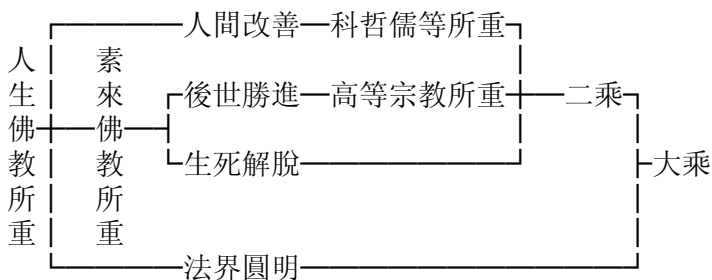 人生佛教所重
素來佛教所重
人間改善
科哲儒等所重
後世勝進
高等宗教所重
二乘
生死解脫
大乘
法界圓明